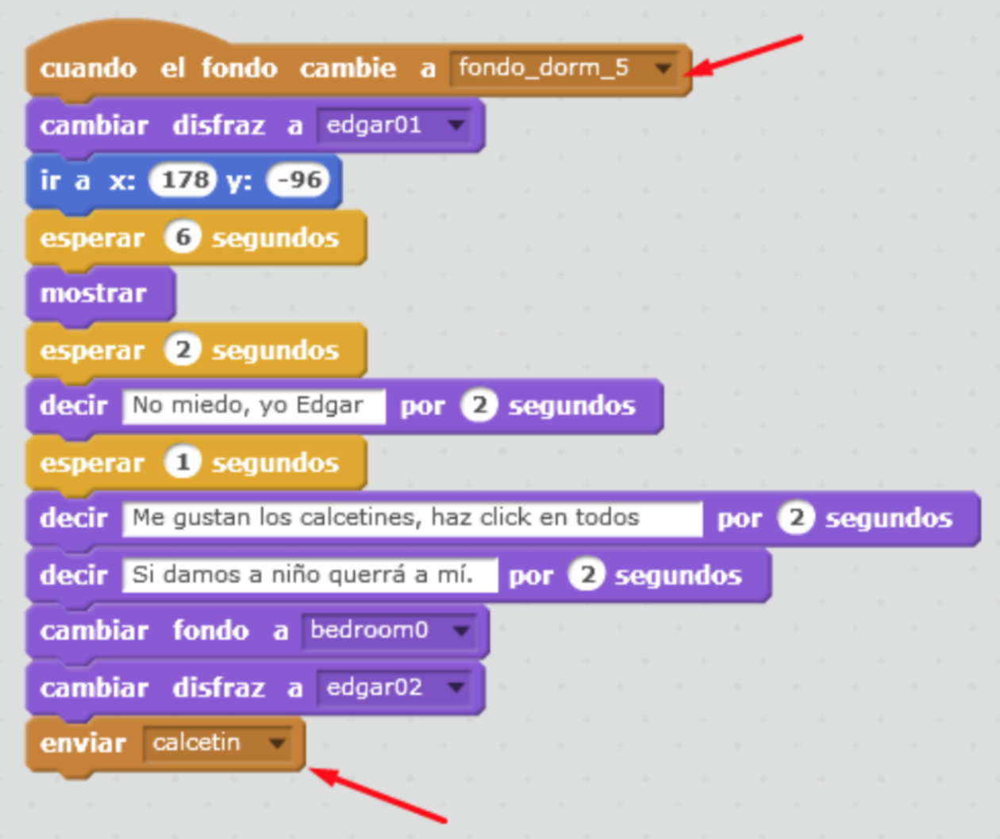 cuando el fondo cambie a fondo_dorm_5
cambiar disfraz a edgar01
ir a x: 178 y: -96
esperar 6 segundos
mostrar
esperar 2 segundos
decir No miedo, yo Edgar por 2 segundos
esperar 1 segundos
decir Me gustan los calcetines, haz click en todos por 2 segundos
decir Si damos a niño querrá a mí. por 2 segundos
cambiar fondo a bedroom0
cambiar disfraz a edgar02
enviar calcetin